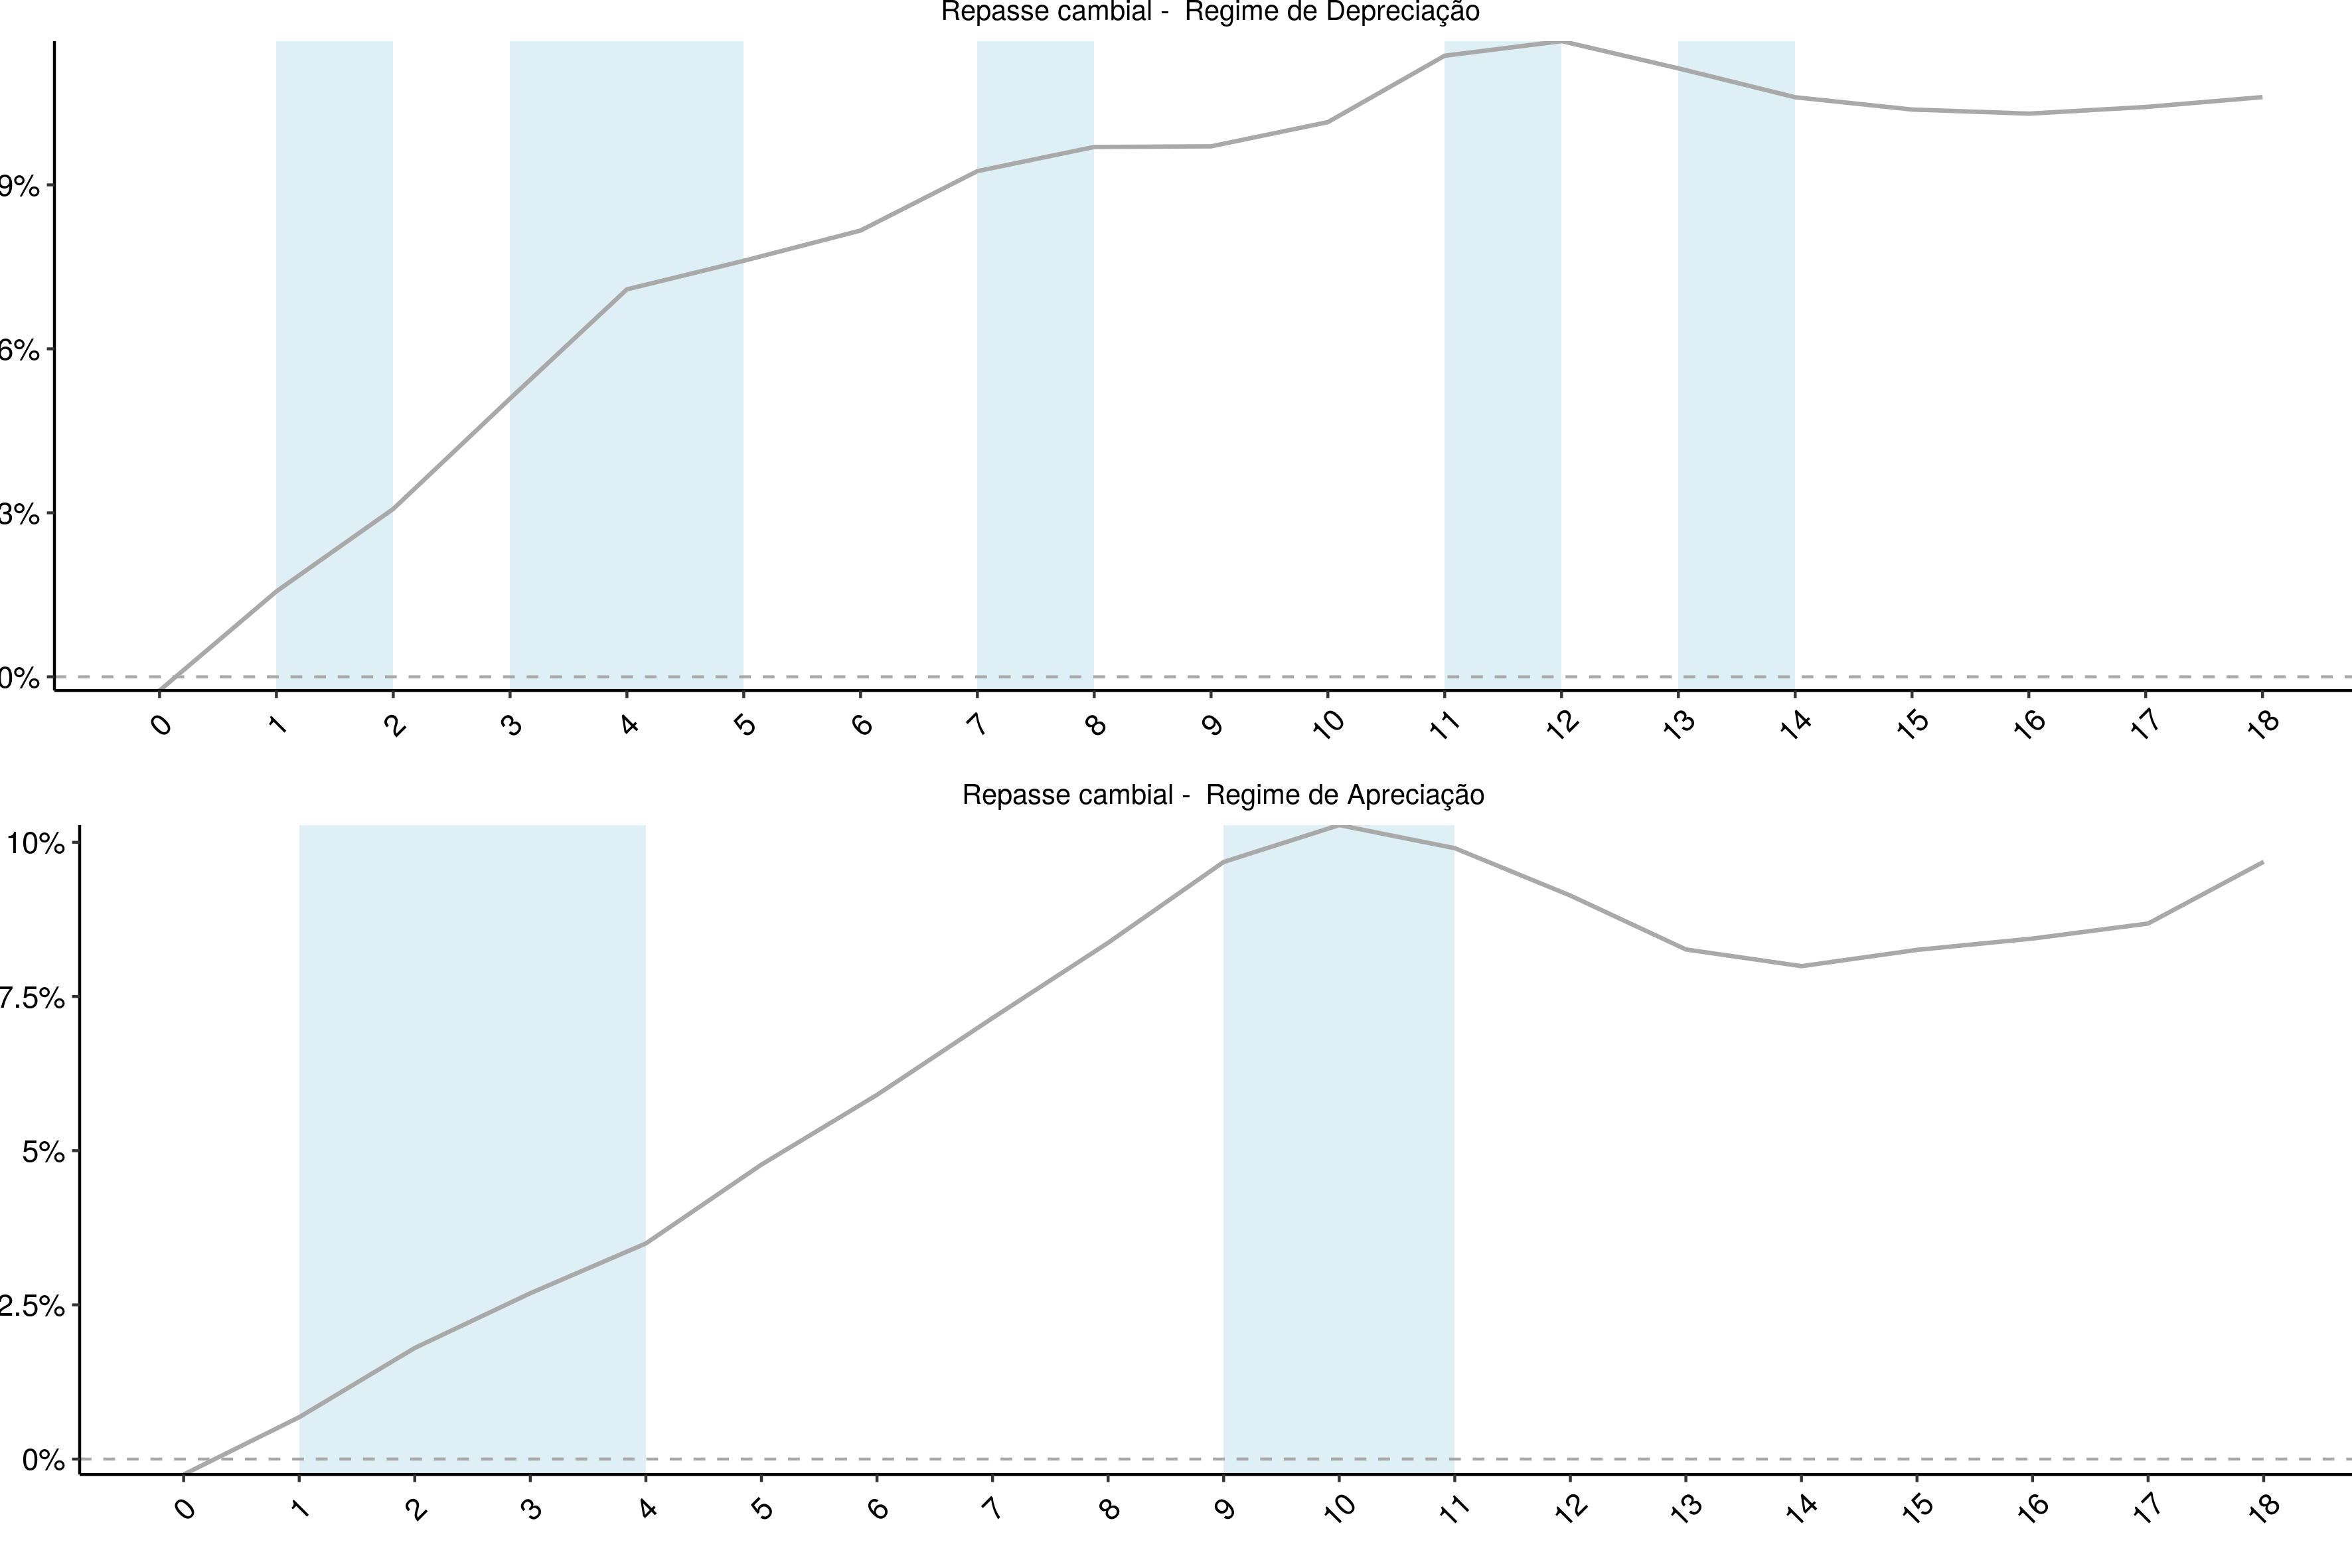 Repasse cambial -  Regime de Depreciação
9%
6%
3%
0%
0 1 2 3 4 5 6 7 8 9 10 11 12 13 14 15 16 17 18
Repasse cambial -  Regime de Apreciação
10%
7.5%
5%
2.5%
0%
0 1 2 3 4 5 6 7 8 9 10 11 12 13 14 15 16 17 18